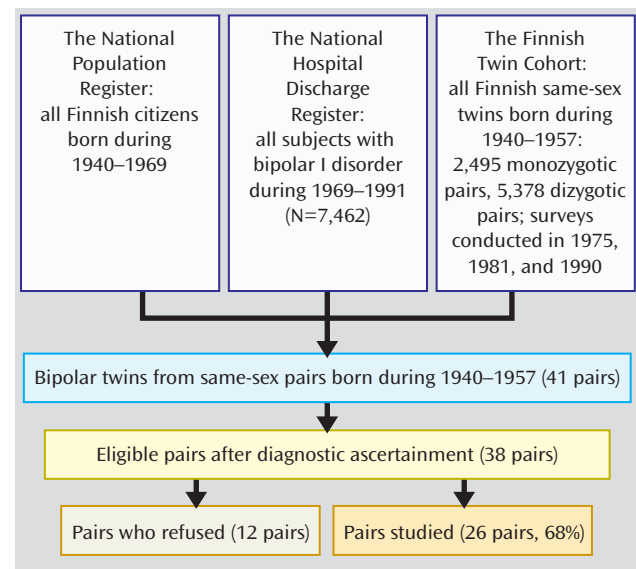 The National
Population
Register:
all Finnish citizens
born during
1940–1969
The National
Hospital
Discharge
Register:
all subjects with
bipolar I disorder
during 1969–1991
(N=7,462)
The Finnish
Twin Cohort:
all Finnish same-sex
twins born during
1940–1957:
2,495 monozygotic
pairs, 5,378 dizygotic
pairs; surveys
conducted in 1975,
1981, and 1990
Bipolar twins from same-sex pairs born during 1940–1957 (41 pairs)
Eligible pairs after diagnostic ascertainment (38 pairs)
Pairs who refused (12 pairs)
Pairs studied (26 pairs, 68%)